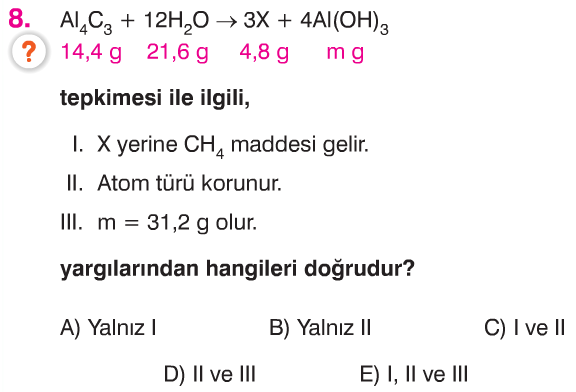 8. Al₄C₃ + 12H₂O → 3X + 4Al(OH)₃
? 14,4 g 21,6 g 4,8 g m g
tepkimesi ile ilgili,
I. X yerine CH₄ maddesi gelir.
II. Atom türü korunur.
III. m = 31,2 g olur.
yargılarından hangileri doğrudur?
A) Yalnız I B) Yalnız II C) I ve II
D) II ve III E) I, II ve III